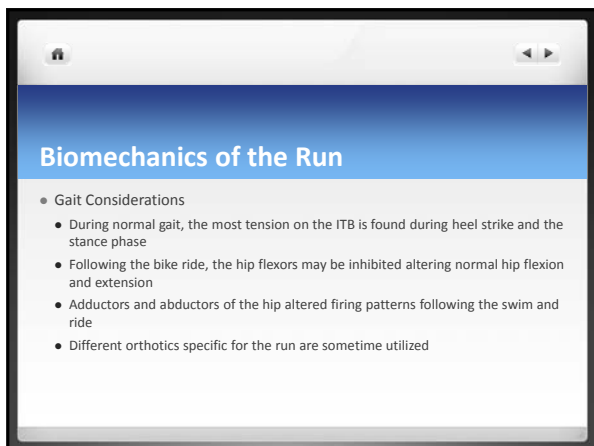 Biomechanics of the Run
● Gait Considerations
● During normal gait, the most tension on the ITB is found during heel strike and the
stance phase
● Following the bike ride, the hip flexors may be inhibited altering normal hip flexion
and extension
● Adductors and abductors of the hip altered firing patterns following the swim and
ride
● Different orthotics specific for the run are sometime utilized